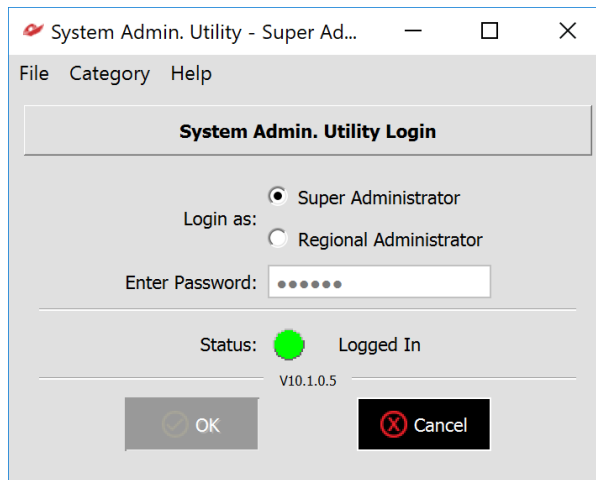 System Admin. Utility - Super Ad...
File Category Help
System Admin. Utility Login
Login as:
Super Administrator
Regional Administrator
Enter Password: ●●●●●●
Status: Logged In
V10.1.0.5
OK Cancel